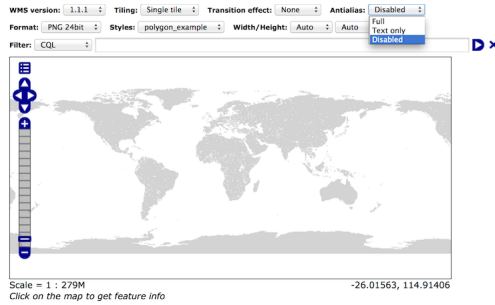 WMS version: 1.1.1 Tiling: Single tile Transition effect: None Antialias: Disabled
Full
Text only
Disabled
Format: PNG 24bit Styles: polygon_example Width/Height: Auto Auto
Filter: CQL
Scale = 1 : 279M -26.01563, 114.91406
Click on the map to get feature info